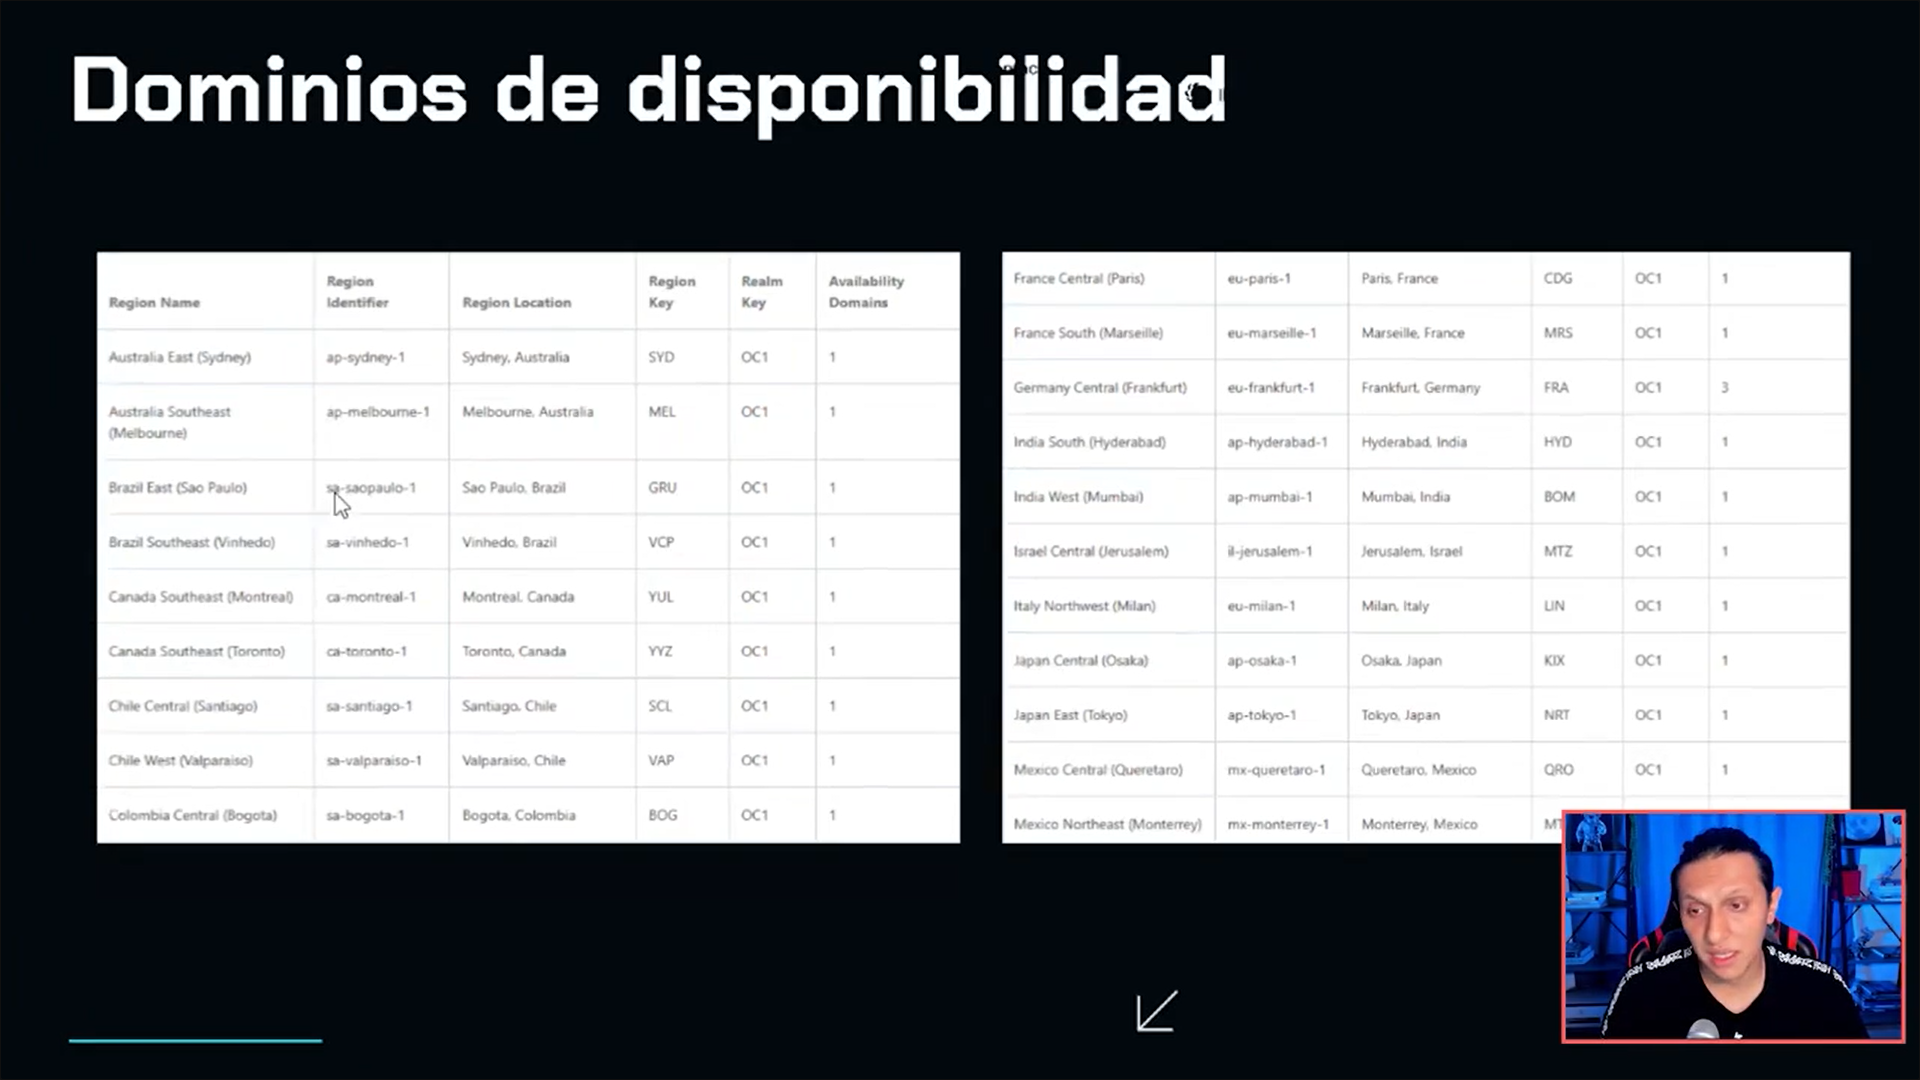 Dominios de disponibilidad
Region Name | Region Identifier | Region Location | Region Key | Realm Key | Availability Domains
Australia East (Sydney) | ap-sydney-1 | Sydney, Australia | SYD | OC1 | 1
Australia Southeast (Melbourne) | ap-melbourne-1 | Melbourne, Australia | MEL | OC1 | 1
Brazil East (Sao Paulo) | sa-saopaulo-1 | Sao Paulo, Brazil | GRU | OC1 | 1
Brazil Southeast (Vinhedo) | sa-vinhedo-1 | Vinhedo, Brazil | VCP | OC1 | 1
Canada Southeast (Montreal) | ca-montreal-1 | Montreal, Canada | YUL | OC1 | 1
Canada Southeast (Toronto) | ca-toronto-1 | Toronto, Canada | YYZ | OC1 | 1
Chile Central (Santiago) | sa-santiago-1 | Santiago, Chile | SCL | OC1 | 1
Chile West (Valparaiso) | sa-valparaiso-1 | Valparaiso, Chile | VAP | OC1 | 1
Colombia Central (Bogota) | sa-bogota-1 | Bogota, Colombia | BOG | OC1 | 1
France Central (Paris) | eu-paris-1 | Paris, France | CDG | OC1 | 1
France South (Marseille) | eu-marseille-1 | Marseille, France | MRS | OC1 | 1
Germany Central (Frankfurt) | eu-frankfurt-1 | Frankfurt, Germany | FRA | OC1 | 3
India South (Hyderabad) | ap-hyderabad-1 | Hyderabad, India | HYD | OC1 | 1
India West (Mumbai) | ap-mumbai-1 | Mumbai, India | BOM | OC1 | 1
Israel Central (Jerusalem) | il-jerusalem-1 | Jerusalem, Israel | MTZ | OC1 | 1
Italy Northwest (Milan) | eu-milan-1 | Milan, Italy | LIN | OC1 | 1
Japan Central (Osaka) | ap-osaka-1 | Osaka, Japan | KIX | OC1 | 1
Japan East (Tokyo) | ap-tokyo-1 | Tokyo, Japan | NRT | OC1 | 1
Mexico Central (Queretaro) | mx-queretaro-1 | Queretaro, Mexico | QRO | OC1 | 1
Mexico Northeast (Monterrey) | mx-monterrey-1 | Monterrey, Mexico